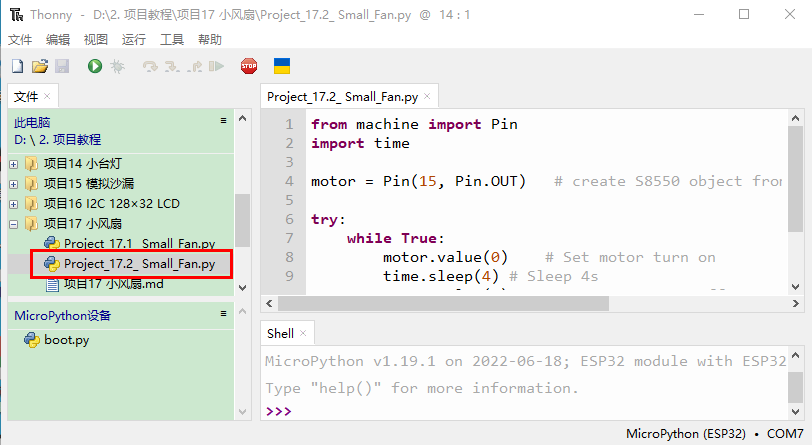 Thonny - D:\2. 项目教程\项目17 小风扇\Project_17.2_ Small_Fan.py @ 14 : 1
文件 编辑 视图 运行 工具 帮助
STOP
文件 ×
此电脑 ≡
D: \ 2. 项目教程
项目14 小台灯
项目15 模拟沙漏
项目16 I2C 128×32 LCD
项目17 小风扇
Project_17.1_ Small_Fan.py
Project_17.2_ Small_Fan.py
项目17 小风扇.md
MicroPython设备 ≡
boot.py
Project_17.2_ Small_Fan.py ×
1 from machine import Pin
2 import time
3
4 motor = Pin(15, Pin.OUT) # create S8550 object from
5
6 try:
7 while True:
8 motor.value(0) # Set motor turn on
9 time.sleep(4) # Sleep 4s
Shell ×
MicroPython v1.19.1 on 2022-06-18; ESP32 module with ESP32
Type "help()" for more information.
>>>
MicroPython (ESP32) • COM7